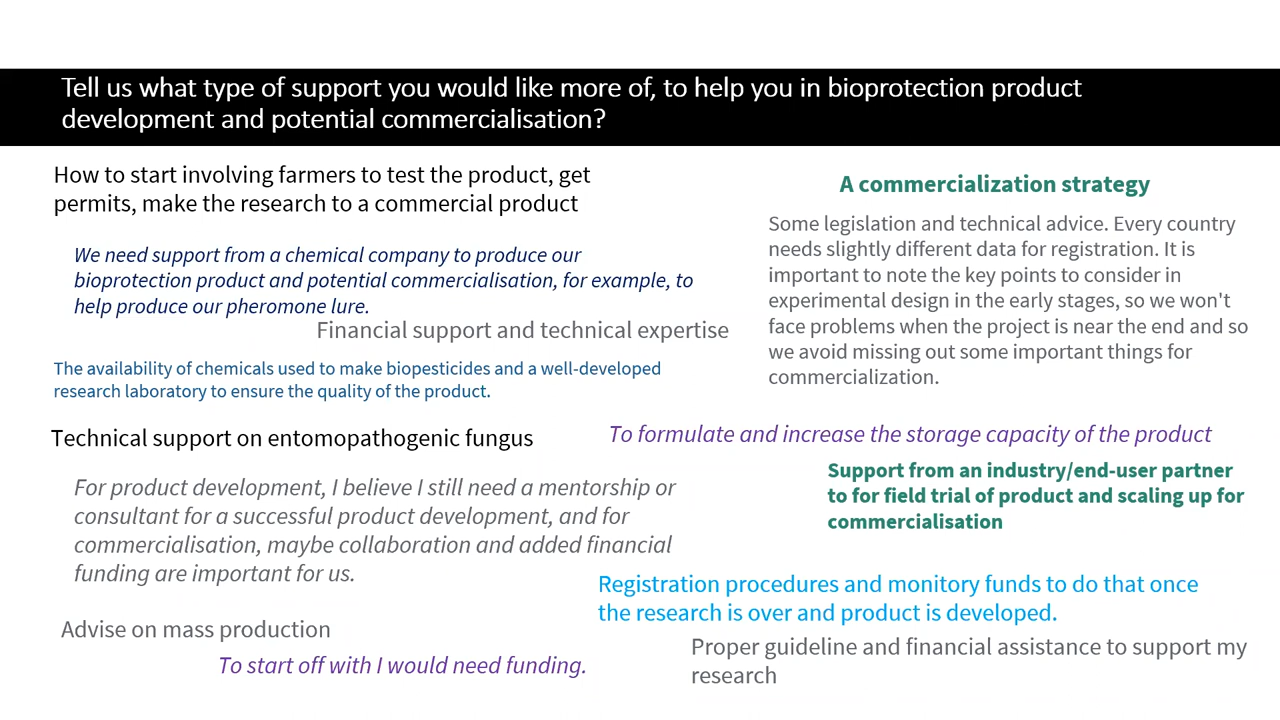 Tell us what type of support you would like more of, to help you in bioprotection product
development and potential commercialisation?
How to start involving farmers to test the product, get
permits, make the research to a commercial product
We need support from a chemical company to produce our
bioprotection product and potential commercialisation, for example, to
help produce our pheromone lure.
Financial support and technical expertise
The availability of chemicals used to make biopesticides and a well-developed
research laboratory to ensure the quality of the product.
Technical support on entomopathogenic fungus
For product development, I believe I still need a mentorship or
consultant for a successful product development, and for
commercialisation, maybe collaboration and added financial
funding are important for us.
Advise on mass production
To start off with I would need funding.
A commercialization strategy
Some legislation and technical advice. Every country
needs slightly different data for registration. It is
important to note the key points to consider in
experimental design in the early stages, so we won't
face problems when the project is near the end and so
we avoid missing out some important things for
commercialization.
To formulate and increase the storage capacity of the product
Support from an industry/end-user partner
to for field trial of product and scaling up for
commercialisation
Registration procedures and monitory funds to do that once
the research is over and product is developed.
Proper guideline and financial assistance to support my
research